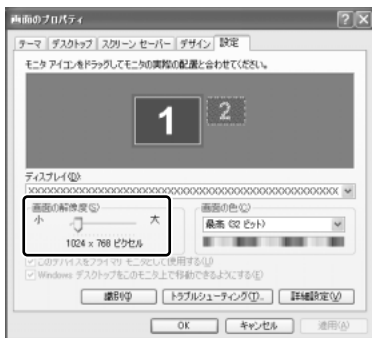 画面のプロパティ
テーマ デスクトップ スクリーン セーバー デザイン 設定
モニタ アイコンをドラッグしてモニタの実際の配置と合わせてください。
1 2
ディスプレイ(D)
画面の解像度(S)
小 大
1024 x 768 ピクセル
画面の色(C)
最高 (32 ビット)
このデバイスをプライマリ モニタとして使用する(U)
Windows デスクトップをこのモニタ上で移動できるようにする(E)
識別(I) トラブルシューティング(T)... 詳細設定(V)
OK キャンセル 適用(A)